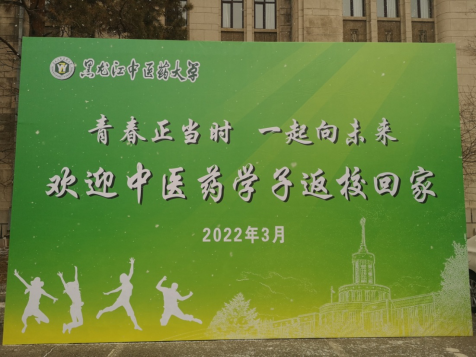 黑龙江中医药大学
青春正当时 一起向未来
欢迎中医药学子返校回家
2022年3月